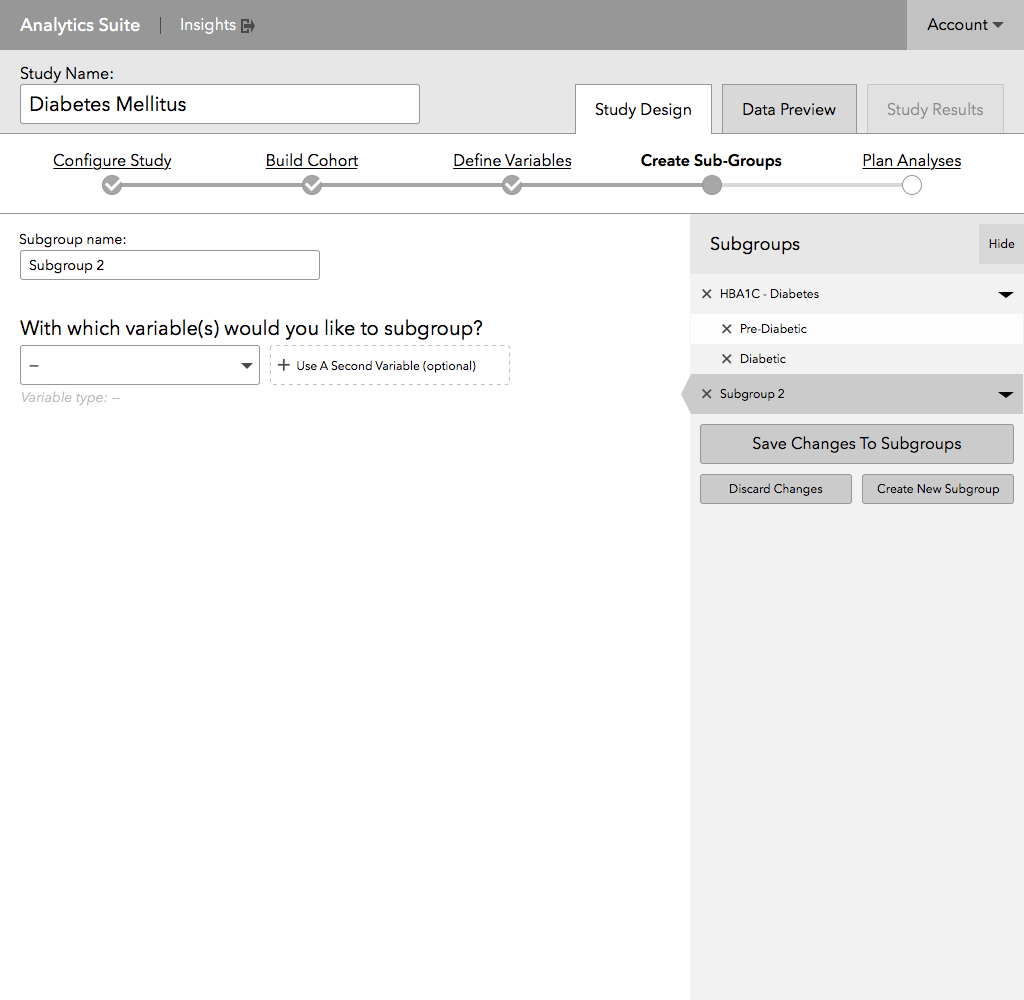 Analytics Suite | Insights
Account
Study Name:
Diabetes Mellitus
Study Design
Data Preview
Study Results
Configure Study
Build Cohort
Define Variables
Create Sub-Groups
Plan Analyses
Subgroup name:
Subgroup 2
With which variable(s) would you like to subgroup?
–
+ Use A Second Variable (optional)
Variable type: --
Subgroups
Hide
HBA1C - Diabetes
Pre-Diabetic
Diabetic
Subgroup 2
Save Changes To Subgroups
Discard Changes
Create New Subgroup